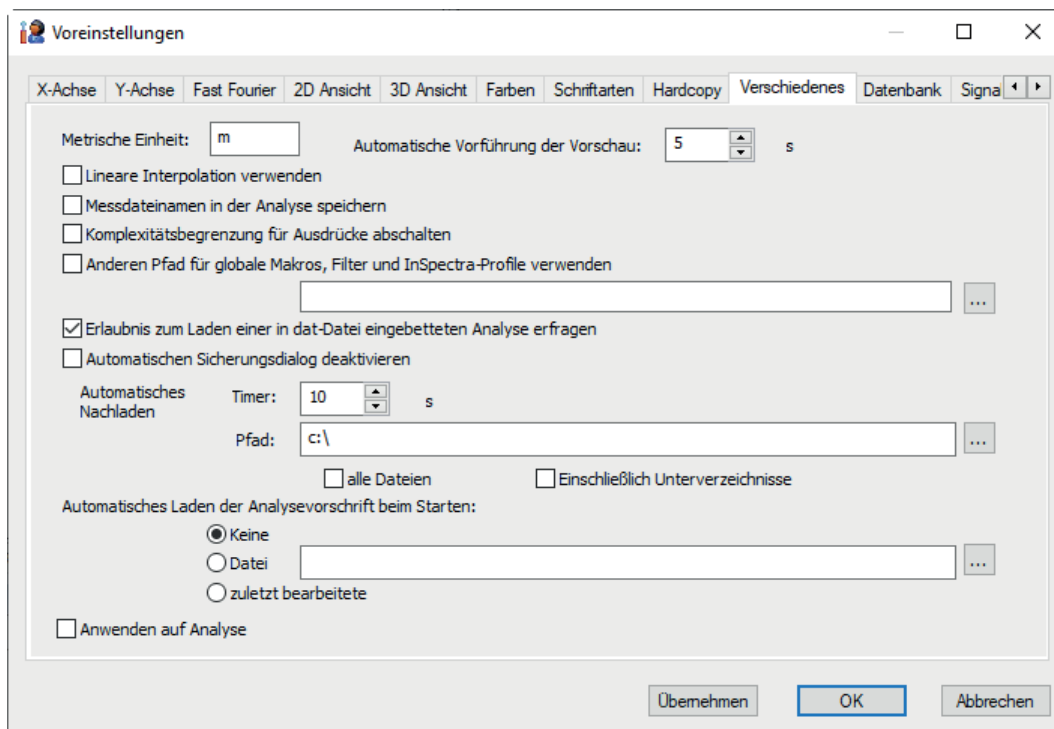 Voreinstellungen
X-Achse Y-Achse Fast Fourier 2D Ansicht 3D Ansicht Farben Schriftarten Hardcopy Verschiedenes Datenbank Signal
Metrische Einheit: m Automatische Vorführung der Vorschau: 5 s
Lineare Interpolation verwenden
Messdateinamen in der Analyse speichern
Komplexitätsbegrenzung für Ausdrücke abschalten
Anderen Pfad für globale Makros, Filter und InSpectra-Profile verwenden
...
Erlaubnis zum Laden einer in dat-Datei eingebetteten Analyse erfragen
Automatischen Sicherungsdialog deaktivieren
Automatisches Nachladen
Timer: 10 s
Pfad: c:\ ...
alle Dateien Einschließlich Unterverzeichnisse
Automatisches Laden der Analysevorschrift beim Starten:
Keine
Datei ...
zuletzt bearbeitete
Anwenden auf Analyse
Übernehmen OK Abbrechen